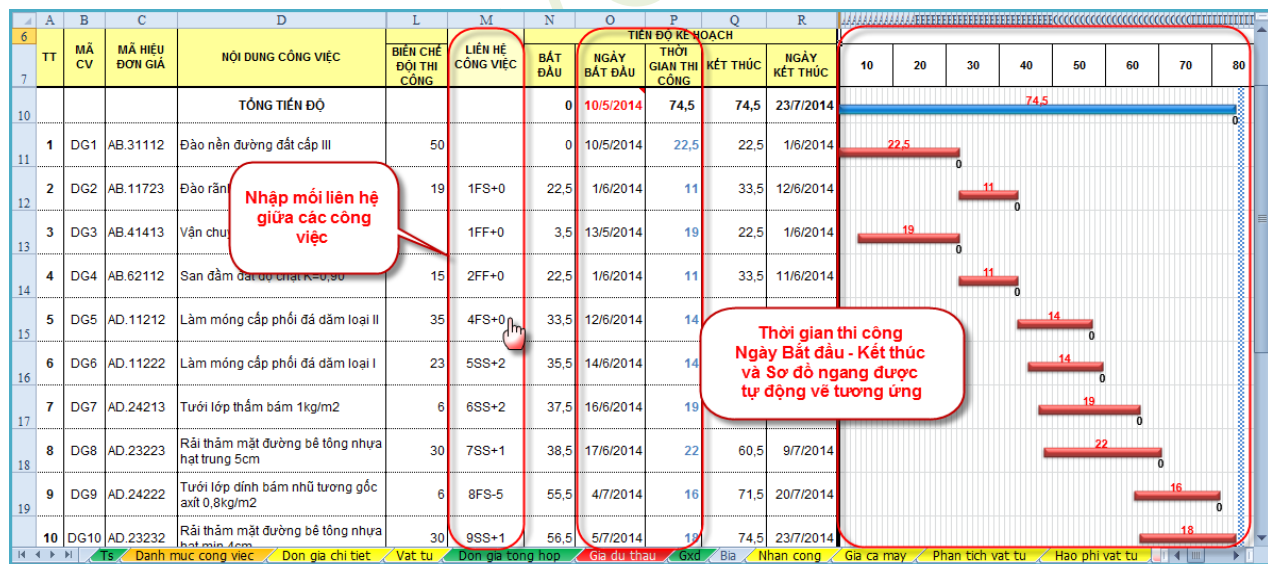 A B C D L M N O P Q R
6
TIẾN ĐỘ KẾ HOẠCH
7
TT MÃ CV MÃ HIỆU ĐƠN GIÁ NỘI DUNG CÔNG VIỆC BIÊN CHẾ ĐỘI THI CÔNG LIÊN HỆ CÔNG VIỆC BẮT ĐẦU NGÀY BẮT ĐẦU THỜI GIAN THI CÔNG KẾT THÚC NGÀY KẾT THÚC 10 20 30 40 50 60 70 80
10 TỔNG TIẾN ĐỘ 0 10/5/2014 74,5 74,5 23/7/2014 74,5 0
11 1 DG1 AB.31112 Đào nền đường đất cấp III 50 0 10/5/2014 22,5 22,5 1/6/2014 22,5 0
12 2 DG2 AB.11723 Đào rãn 19 1FS+0 22,5 1/6/2014 11 33,5 12/6/2014 11 0
13 3 DG3 AB.41413 Vận chuy 1FF+0 3,5 13/5/2014 19 22,5 1/6/2014 19 0
14 4 DG4 AB.62112 San đầm đất độ chặt K=0,90 15 2FF+0 22,5 1/6/2014 11 33,5 11/6/2014 11 0
15 5 DG5 AD.11212 Làm móng cấp phối đá dăm loại II 35 4FS+0 33,5 12/6/2014 14 14 0
16 6 DG6 AD.11222 Làm móng cấp phối đá dăm loại I 23 5SS+2 35,5 14/6/2014 14 14 0
17 7 DG7 AD.24213 Tưới lớp thấm bám 1kg/m2 6 6SS+2 37,5 16/6/2014 19 19 0
18 8 DG8 AD.23223 Rải thảm mặt đường bê tông nhựa hạt trung 5cm 30 7SS+1 38,5 17/6/2014 22 60,5 9/7/2014 22 0
19 9 DG9 AD.24222 Tưới lớp dính bám nhũ tương gốc axít 0,8kg/m2 6 8FS-5 55,5 4/7/2014 16 71,5 20/7/2014 16 0
10 DG10 AD.23232 Rải thảm mặt đường bê tông nhựa hạt mịn 4cm 30 9SS+1 56,5 5/7/2014 18 74,5 23/7/2014 18
Nhập mối liên hệ
giữa các công
việc
Thời gian thi công
Ngày Bắt đầu - Kết thúc
và Sơ đồ ngang được
tự động vẽ tương ứng
Ts Danh muc cong viec Don gia chi tiet Vat tu Don gia tong hop Gia du thau Gxd Bia Nhan cong Gia ca may Phan tich vat tu Hao phi vat tu